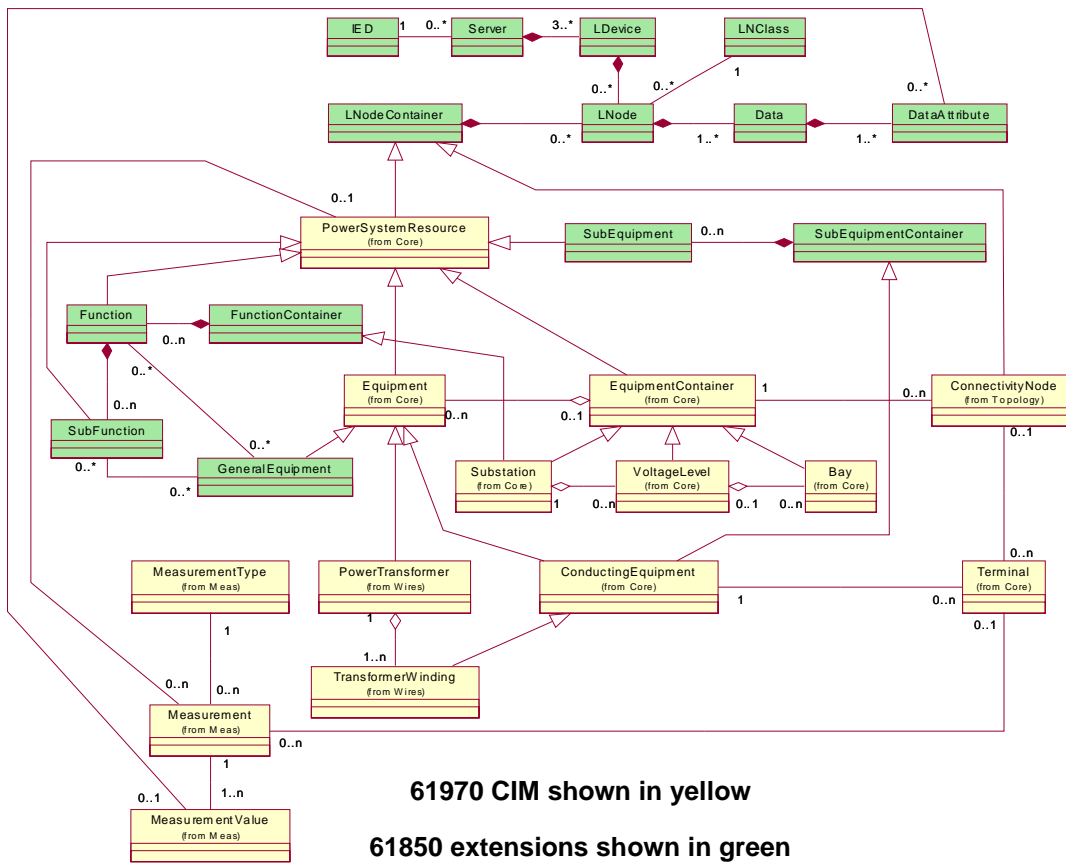 IED
1
0..*
Server
3..*
LDevice
LNClass
0..*
0..*
1
0..*
LNodeContainer
LNode
0..*
Data
1..*
DataAttribute
1..*
0..1
PowerSystemResource
(from Core)
SubEquipment
0..n
SubEquipmentContainer
Function
FunctionContainer
0..n
0..*
Equipment
(from Core)
0..n
EquipmentContainer
(from Core)
0..1
1
0..n
ConnectivityNode
(from Topology)
0..1
0..n
SubFunction
0..*
0..*
GeneralEquipment
0..*
Substation
(from Core)
1
0..n
VoltageLevel
(from Core)
0..1
0..n
Bay
(from Core)
MeasurementType
(from Meas)
1
PowerTransformer
(from Wires)
1
ConductingEquipment
(from Core)
1
0..n
0..n
Terminal
(from Core)
0..1
1..n
TransformerWinding
(from Wires)
0..n
0..n
Measurement
(from Meas)
0..n
1
1..n
0..1
MeasurementValue
(from Meas)
61970 CIM shown in yellow
61850 extensions shown in green